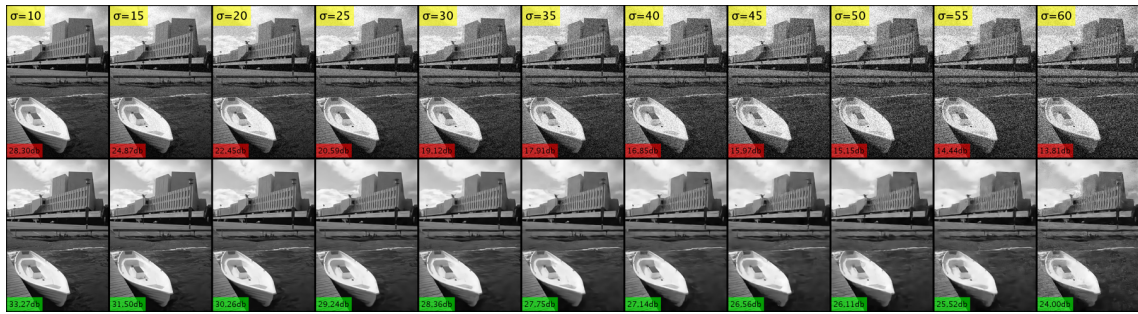 σ=10 σ=15 σ=20 σ=25 σ=30 σ=35 σ=40 σ=45 σ=50 σ=55 σ=60
28,30db 24,87db 22,45db 20,59db 19,12db 17,91db 16,85db 15,97db 15,15db 14,44db 13,81db
33,27db 31,50db 30,26db 29,24db 28,36db 27,75db 27,14db 26,56db 26,11db 25,52db 24,00db